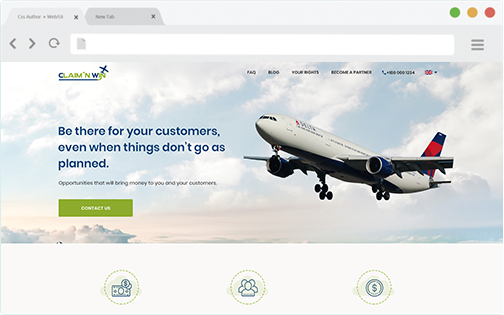 Css Author + WebstA
New Tab
CLAIM'N WiN
FAQ BLOG YOUR RIGHTS BECOME A PARTNER +100 000 1234
DELTA
Be there for your customers,
even when things don't go as
planned.
Opportunities that will bring money to you and your customers.
CONTACT US